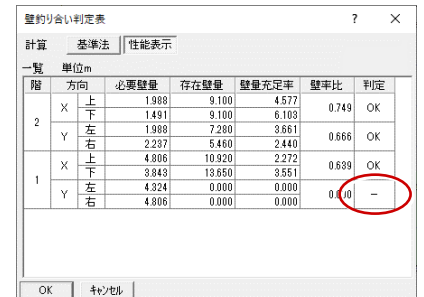 壁釣り合い判定表 ? ×
計算 基準法 性能表示
一覧 単位m
階 方向 必要壁量 存在壁量 壁量充足率 壁率比 判定
2 X 上 1.988 9.100 4.577 0.749 OK
下 1.491 9.100 6.103
Y 左 1.988 7.280 3.661 0.666 OK
右 2.237 5.460 2.440
1 X 上 4.806 10.920 2.272 0.639 OK
下 3.843 13.650 3.551
Y 左 4.324 0.000 0.000 −
右 4.806 0.000 0.000
OK キャンセル